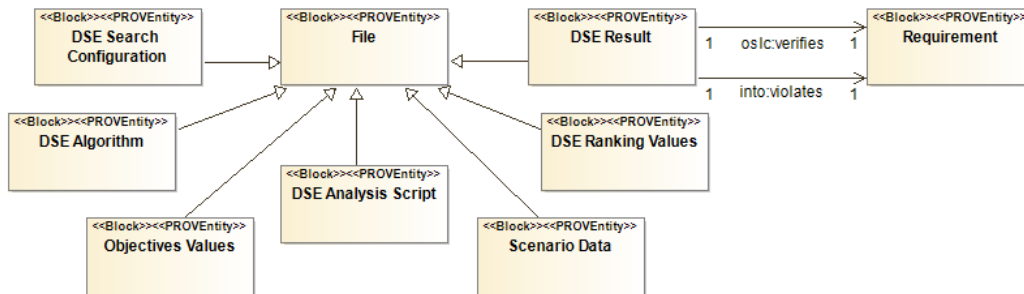 <<Block>><<PROVEntity>>
DSE Search
Configuration
<<Block>><<PROVEntity>>
File
<<Block>><<PROVEntity>>
DSE Result
1 oslc:verifies 1
1 into:violates 1
<<Block>><<PROVEntity>>
Requirement
<<Block>><<PROVEntity>>
DSE Algorithm
<<Block>><<PROVEntity>>
DSE Analysis Script
<<Block>><<PROVEntity>>
DSE Ranking Values
<<Block>><<PROVEntity>>
Objectives Values
<<Block>><<PROVEntity>>
Scenario Data